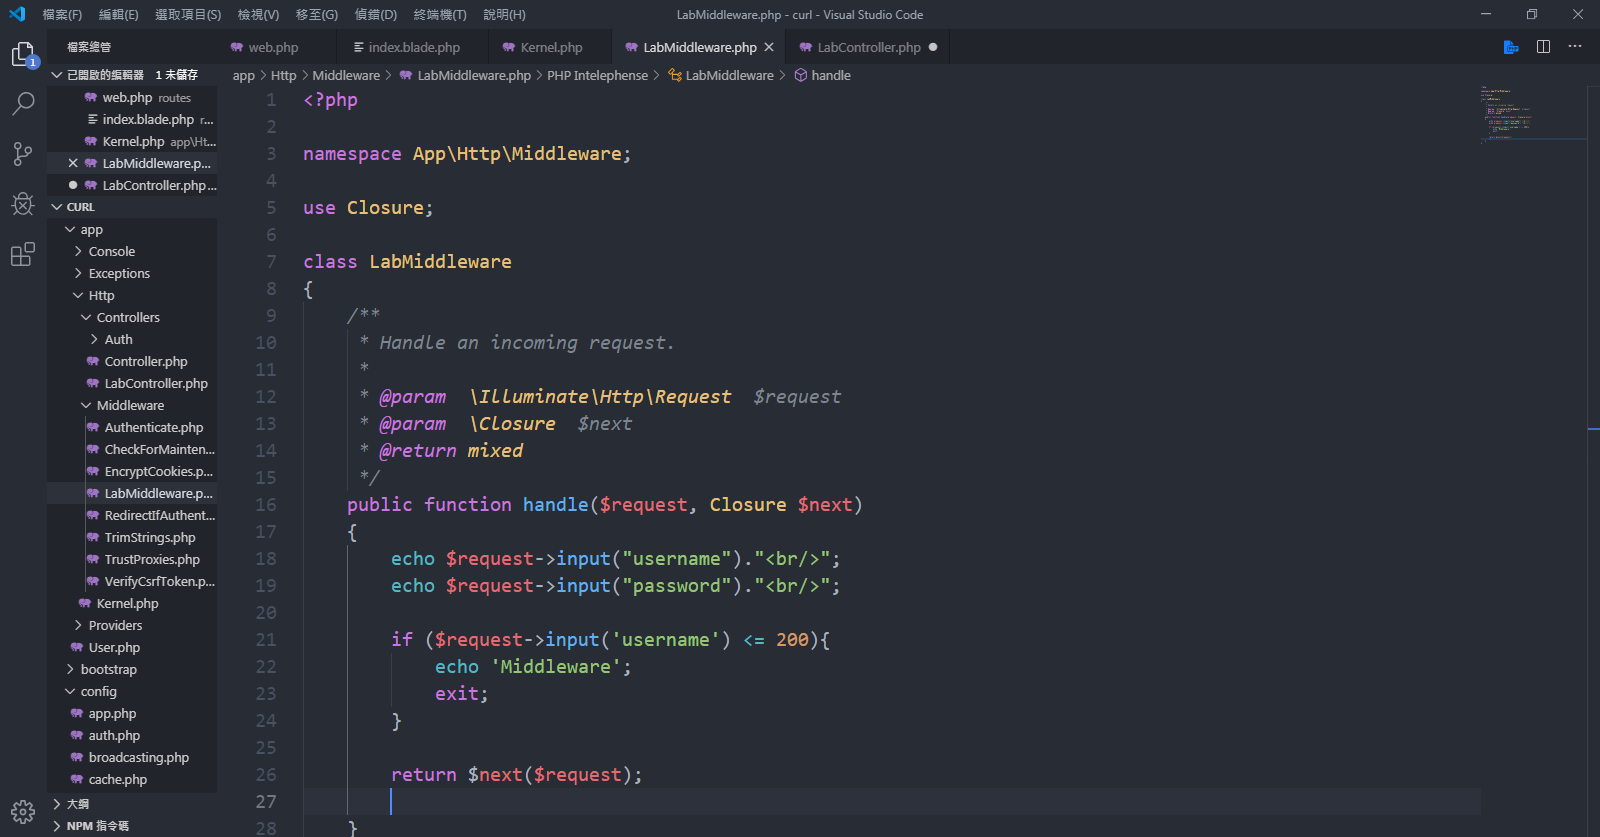 檔案(F) 編輯(E) 選取項目(S) 檢視(V) 移至(G) 偵錯(D) 終端機(T) 說明(H) LabMiddleware.php - curl - Visual Studio Code
檔案總管
web.php index.blade.php Kernel.php LabMiddleware.php LabController.php
1
已開啟的編輯器 1 未儲存
web.php routes
index.blade.php r...
Kernel.php app\Ht...
LabMiddleware.p...
LabController.php...
CURL
app
Console
Exceptions
Http
Controllers
Auth
Controller.php
LabController.php
Middleware
Authenticate.php
CheckForMainten...
EncryptCookies.p...
LabMiddleware.p...
RedirectIfAuthent...
TrimStrings.php
TrustProxies.php
VerifyCsrfToken.p...
Kernel.php
Providers
User.php
bootstrap
config
app.php
auth.php
broadcasting.php
cache.php
大綱
NPM 指令碼
app > Http > Middleware > LabMiddleware.php > PHP Intelephense > LabMiddleware > handle
1 <?php
2
3 namespace App\Http\Middleware;
4
5 use Closure;
6
7 class LabMiddleware
8 {
9 /**
10 * Handle an incoming request.
11 *
12 * @param \Illuminate\Http\Request $request
13 * @param \Closure $next
14 * @return mixed
15 */
16 public function handle($request, Closure $next)
17 {
18 echo $request->input("username")."<br/>";
19 echo $request->input("password")."<br/>";
20
21 if ($request->input('username') <= 200){
22 echo 'Middleware';
23 exit;
24 }
25
26 return $next($request);
27
28 }